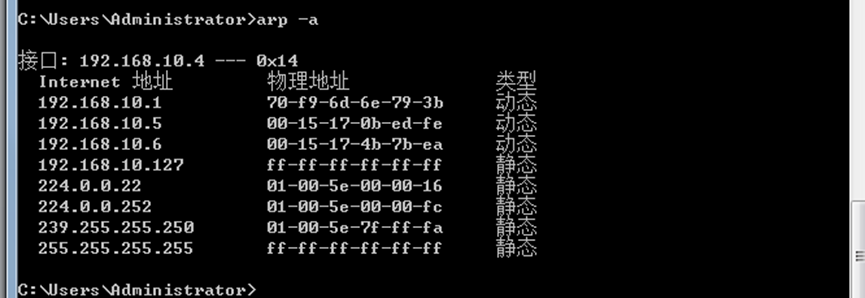 C:\Users\Administrator>arp -a
接口: 192.168.10.4 --- 0x14
Internet 地址 物理地址 类型
192.168.10.1 70-f9-6d-6e-79-3b 动态
192.168.10.5 00-15-17-0b-ed-fe 动态
192.168.10.6 00-15-17-4b-7b-ea 动态
192.168.10.127 ff-ff-ff-ff-ff-ff 静态
224.0.0.22 01-00-5e-00-00-16 静态
224.0.0.252 01-00-5e-00-00-fc 静态
239.255.255.250 01-00-5e-7f-ff-fa 静态
255.255.255.255 ff-ff-ff-ff-ff-ff 静态
C:\Users\Administrator>